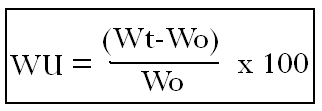 WU = (Wt-Wo)
Wo x 100